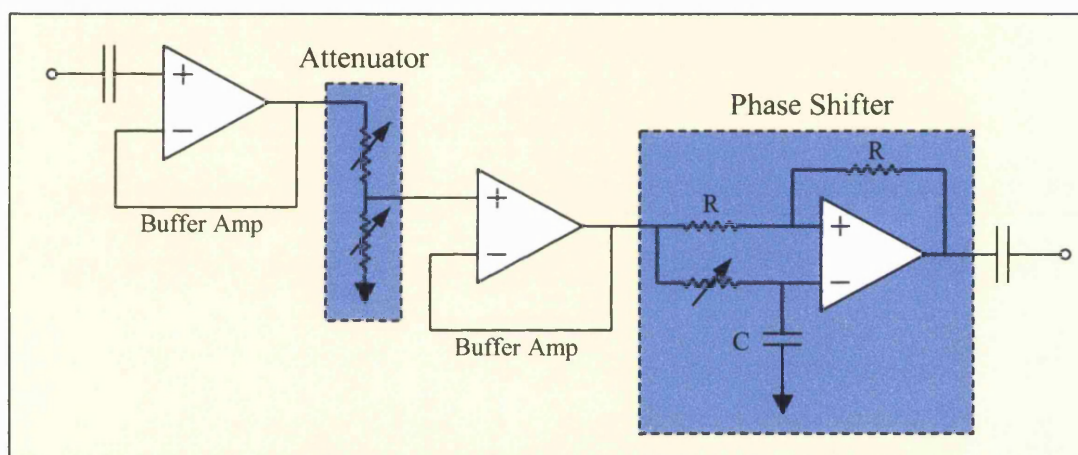 Attenuator
Phase Shifter
R
R
+
−
Buffer Amp
+
−
+
−
C
Buffer Amp